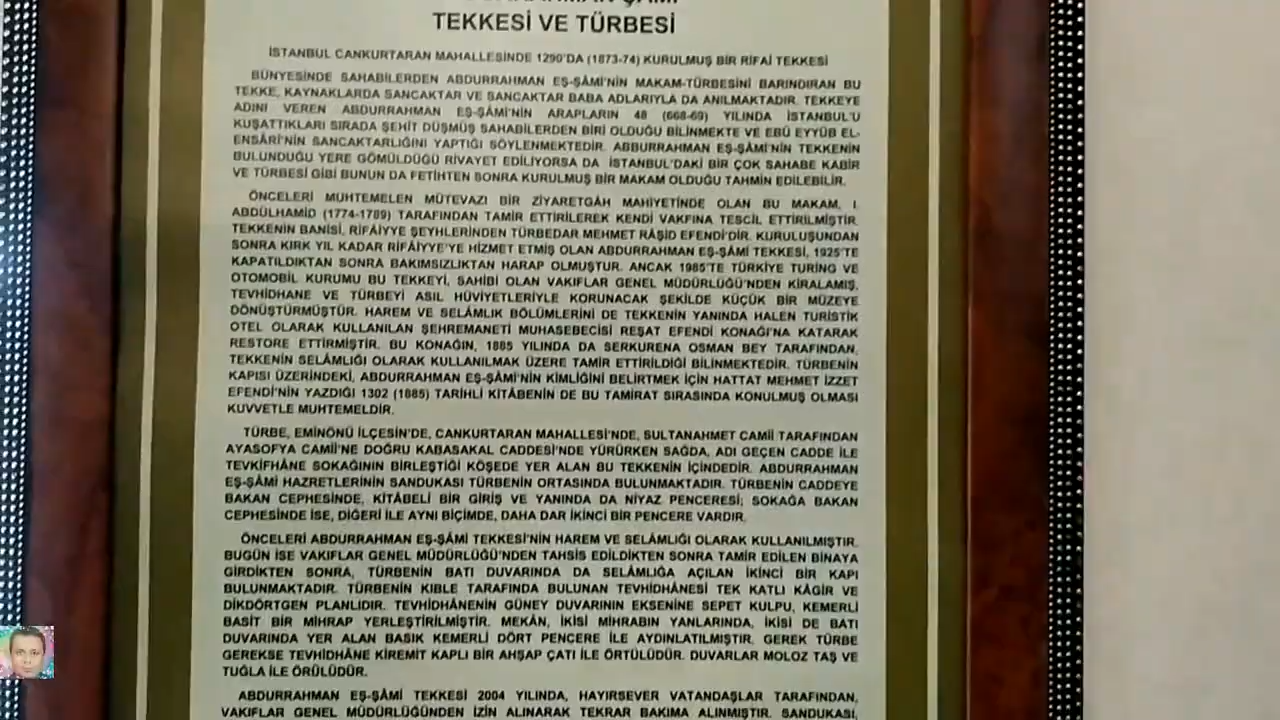 TEKKESİ VE TÜRBESİ
İSTANBUL CANKURTARAN MAHALLESİNDE 1290'DA (1873-74) KURULMUŞ BİR RİFAİ TEKKESİ
BÜNYESİNDE SAHABİLERDEN ABDURRAHMAN EŞ-ŞÂMİ'NİN MAKAM-TÜRBESİNİ BARINDIRAN BU
TEKKE, KAYNAKLARDA SANCAKTAR VE SANCAKTAR BABA ADLARIYLA DA ANILMAKTADIR. TEKKEYE
ADINI VEREN ABDURRAHMAN EŞ-ŞÂMİ'NİN ARAPLARIN 48 (668-69) YILINDA İSTANBUL'U
KUŞATTIKLARI SIRADA ŞEHİT DÜŞMÜŞ SAHABİLERDEN BİRİ OLDUĞU BİLİNMEKTE VE EBÛ EYYÜB EL-
ENSÂRİ'NİN SANCAKTARLIĞINI YAPTIĞI SÖYLENMEKTEDİR. ABBURRAHMAN EŞ-ŞÂMİ'NİN TEKKENİN
BULUNDUĞU YERE GÖMÜLDÜĞÜ RİVAYET EDİLİYORSA DA İSTANBUL'DAKİ BİR ÇOK SAHABE KABİR
VE TÜRBESİ GİBİ BUNUN DA FETİHTEN SONRA KURULMUŞ BİR MAKAM OLDUĞU TAHMİN EDİLEBİLİR.
ÖNCELERİ MUHTEMELEN MÜTEVAZI BİR ZİYARETGÂH MAHİYETİNDE OLAN BU MAKAM, I.
ABDÜLHAMİD (1774-1789) TARAFINDAN TAMİR ETTİRİLEREK KENDİ VAKFINA TESCİL ETTİRİLMİŞTİR.
TEKKENİN BANİSİ, RİFÂİYYE ŞEYHLERİNDEN TÜRBEDAR MEHMET RÂŞİD EFENDİ'DİR. KURULUŞUNDAN
SONRA KIRK YIL KADAR RİFÂİYYE'YE HİZMET ETMİŞ OLAN ABDURRAHMAN EŞ-ŞÂMİ TEKKESİ, 1925'TE
KAPATILDIKTAN SONRA BAKIMSIZLIKTAN HARAP OLMUŞTUR. ANCAK 1985'TE TÜRKİYE TURİNG VE
OTOMOBİL KURUMU BU TEKKEYİ, SAHİBİ OLAN VAKIFLAR GENEL MÜDÜRLÜĞÜ'NDEN KİRALAMIŞ,
TEVHİDHANE VE TÜRBEYİ ASIL HÜVİYETLERİYLE KORUNACAK ŞEKİLDE KÜÇÜK BİR MÜZEYE
DÖNÜŞTÜRMÜŞTÜR. HAREM VE SELÂMLIK BÖLÜMLERİNİ DE TEKKENİN YANINDA HALEN TURİSTİK
OTEL OLARAK KULLANILAN ŞEHREMANETİ MUHASEBECİSİ REŞAT EFENDİ KONAĞI'NA KATARAK
RESTORE ETTİRMİŞTİR. BU KONAĞIN, 1885 YILINDA DA SERKURENA OSMAN BEY TARAFINDAN,
TEKKENİN SELÂMLIĞI OLARAK KULLANILMAK ÜZERE TAMİR ETTİRİLDİĞİ BİLİNMEKTEDİR. TÜRBENİN
KAPISI ÜZERİNDEKİ, ABDURRAHMAN EŞ-ŞÂMİ'NİN KİMLİĞİNİ BELİRTMEK İÇİN HATTAT MEHMET İZZET
EFENDİ'NİN YAZDIĞI 1302 (1885) TARİHLİ KİTÂBENİN DE BU TAMİRAT SIRASINDA KONULMUŞ OLMASI
KUVVETLE MUHTEMELDİR.
TÜRBE, EMİNÖNÜ İLÇESİN'DE, CANKURTARAN MAHALLESİ'NDE, SULTANAHMET CAMİİ TARAFINDAN
AYASOFYA CAMİİ'NE DOĞRU KABASAKAL CADDESİ'NDE YÜRÜRKEN SAĞDA, ADI GEÇEN CADDE İLE
TEVKİFHÂNE SOKAĞININ BİRLEŞTİĞİ KÖŞEDE YER ALAN BU TEKKENİN İÇİNDEDİR. ABDURRAHMAN
EŞ-ŞÂMİ HAZRETLERİNİN SANDUKASI TÜRBENİN ORTASINDA BULUNMAKTADIR. TÜRBENİN CADDEYE
BAKAN CEPHESİNDE, KİTÂBELİ BİR GİRİŞ VE YANINDA DA NİYAZ PENCERESİ; SOKAĞA BAKAN
CEPHESİNDE İSE, DİĞERİ İLE AYNI BİÇİMDE, DAHA DAR İKİNCİ BİR PENCERE VARDIR.
ÖNCELERİ ABDURRAHMAN EŞ-ŞÂMİ TEKKESİ'NİN HAREM VE SELÂMLIĞI OLARAK KULLANILMIŞTIR.
BUGÜN İSE VAKIFLAR GENEL MÜDÜRLÜĞÜ'NDEN TAHSİS EDİLDİKTEN SONRA TAMİR EDİLEN BİNAYA
GİRDİKTEN SONRA, TÜRBENİN BATI DUVARINDA DA SELÂMLIĞA AÇILAN İKİNCİ BİR KAPI
BULUNMAKTADIR. TÜRBENİN KIBLE TARAFINDA BULUNAN TEVHİDHÂNESİ TEK KATLI KÂGİR VE
DİKDÖRTGEN PLANLIDIR. TEVHİDHÂNENİN GÜNEY DUVARININ EKSENİNE SEPET KULPU, KEMERLİ
BASİT BİR MİHRAP YERLEŞTİRİLMİŞTİR. MEKÂN, İKİSİ MİHRABIN YANLARINDA, İKİSİ DE BATI
DUVARINDA YER ALAN BASIK KEMERLİ DÖRT PENCERE İLE AYDINLATILMIŞTIR. GEREK TÜRBE
GEREKSE TEVHİDHÂNE KİREMİT KAPLI BİR AHŞAP ÇATI İLE ÖRTÜLÜDÜR. DUVARLAR MOLOZ TAŞ VE
TUĞLA İLE ÖRÜLÜDÜR.
ABDURRAHMAN EŞ-ŞÂMİ TEKKESİ 2004 YILINDA, HAYIRSEVER VATANDAŞLAR TARAFINDAN,
VAKIFLAR GENEL MÜDÜRLÜĞÜNDEN İZİN ALINARAK TEKRAR BAKIMA ALINMIŞTIR. SANDUKASI,